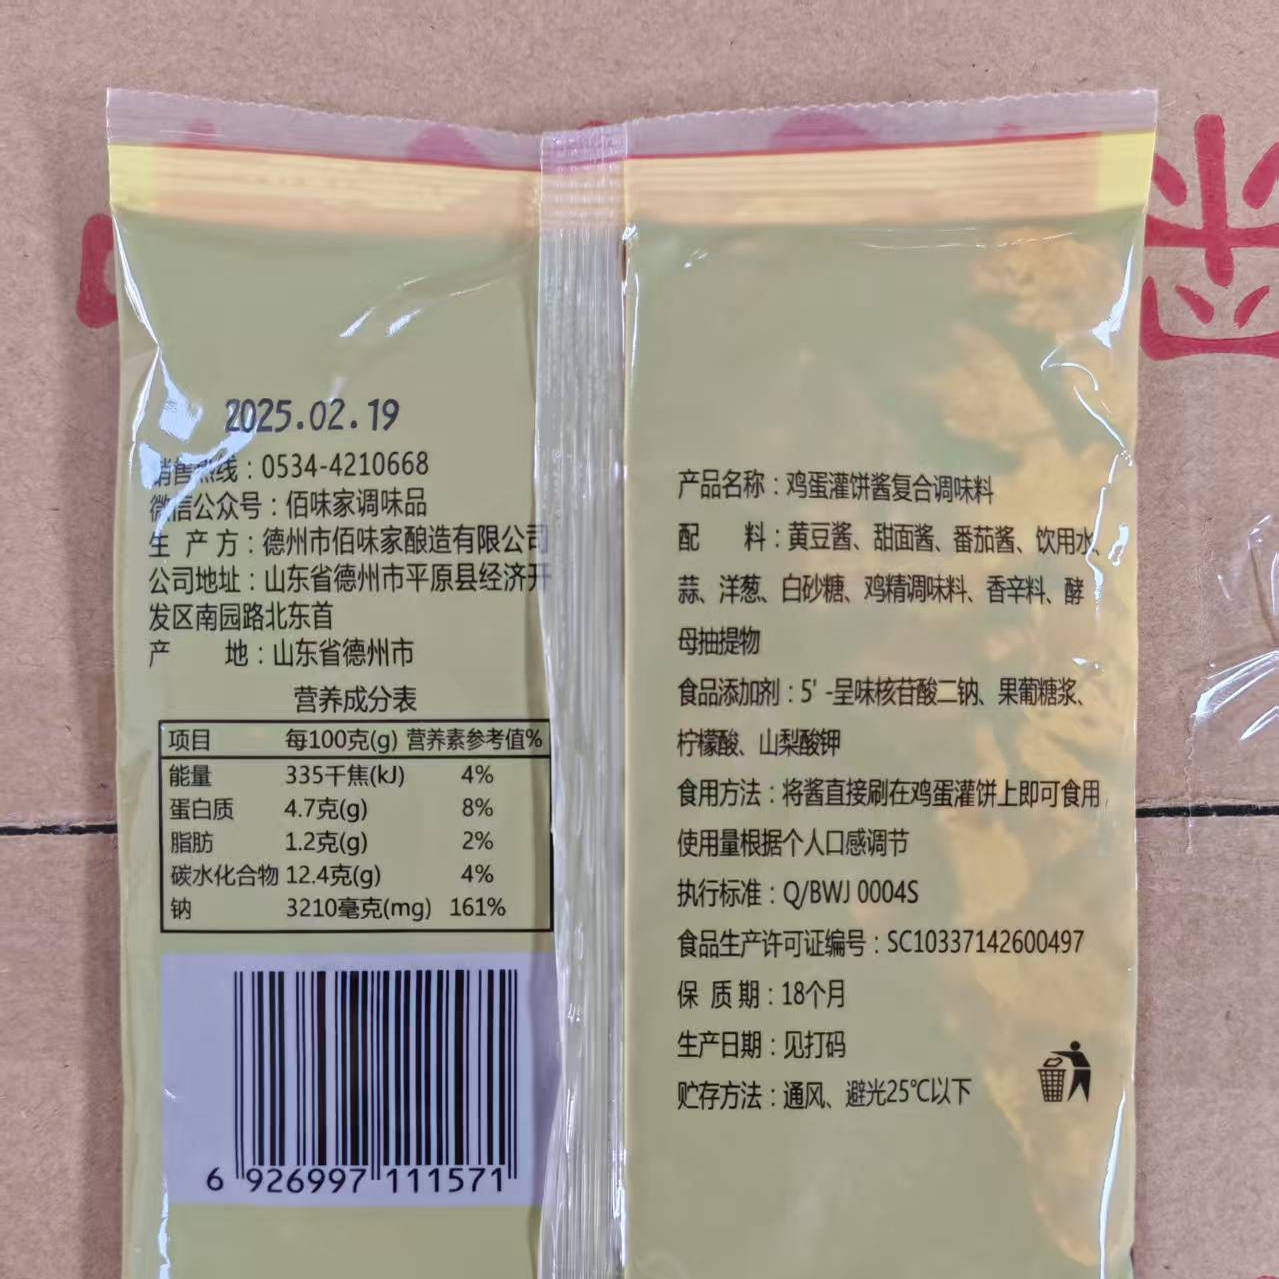 2025.02.19
销售热线：0534-4210668
微信公众号：佰味家调味品
生 产 方：德州市佰味家酿造有限公司
公司地址：山东省德州市平原县经济开
发区南园路北东首
产 地：山东省德州市
营养成分表
项目 每100克(g) 营养素参考值%
能量 335千焦(kJ) 4%
蛋白质 4.7克(g) 8%
脂肪 1.2克(g) 2%
碳水化合物 12.4克(g) 4%
钠 3210毫克(mg) 161%
6 926997 111571
产品名称：鸡蛋灌饼酱复合调味料
配 料：黄豆酱、甜面酱、番茄酱、饮用水、
蒜、洋葱、白砂糖、鸡精调味料、香辛料、酵
母抽提物
食品添加剂：5'-呈味核苷酸二钠、果葡糖浆、
柠檬酸、山梨酸钾
食用方法：将酱直接刷在鸡蛋灌饼上即可食用，
使用量根据个人口感调节
执行标准：Q/BWJ 0004S
食品生产许可证编号：SC10337142600497
保 质 期：18个月
生产日期：见打码
贮存方法：通风、避光25℃以下